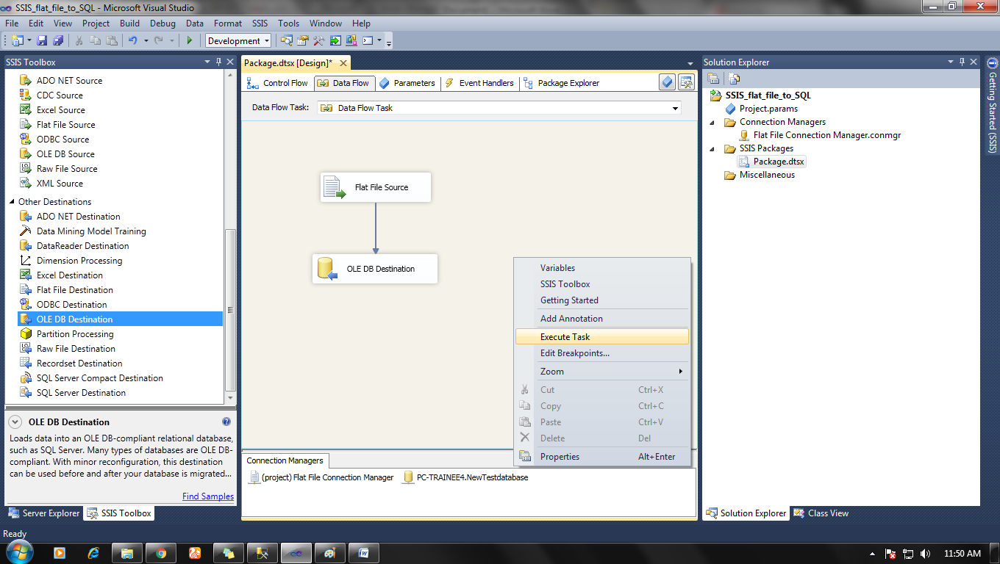 SSIS_flat_file_to_SQL - Microsoft Visual Studio
File Edit View Project Build Debug Data Format SSIS Tools Window Help
Development
SSIS Toolbox
ADO NET Source
CDC Source
Excel Source
Flat File Source
ODBC Source
OLE DB Source
Raw File Source
XML Source
Other Destinations
ADO NET Destination
Data Mining Model Training
DataReader Destination
Dimension Processing
Excel Destination
Flat File Destination
ODBC Destination
OLE DB Destination
Partition Processing
Raw File Destination
Recordset Destination
SQL Server Compact Destination
SQL Server Destination
OLE DB Destination
Loads data into an OLE DB-compliant relational database,
such as SQL Server. Many types of databases are OLE DB-
compliant. With minor reconfiguration, this destination
can be used before and after your database is migrated...
Find Samples
Server Explorer SSIS Toolbox
Package.dtsx [Design]*
Control Flow Data Flow Parameters Event Handlers Package Explorer
Data Flow Task: Data Flow Task
Flat File Source
OLE DB Destination
Variables
SSIS Toolbox
Getting Started
Add Annotation
Execute Task
Edit Breakpoints...
Zoom
Cut Ctrl+X
Copy Ctrl+C
Paste Ctrl+V
Delete Del
Properties Alt+Enter
Connection Managers
(project) Flat File Connection Manager PC-TRAINEE4.NewTestdatabase
Solution Explorer
SSIS_flat_file_to_SQL
Project.params
Connection Managers
Flat File Connection Manager.conmgr
SSIS Packages
Package.dtsx
Miscellaneous
Solution Explorer Class View
Getting Started (SSIS)
Ready
11:50 AM